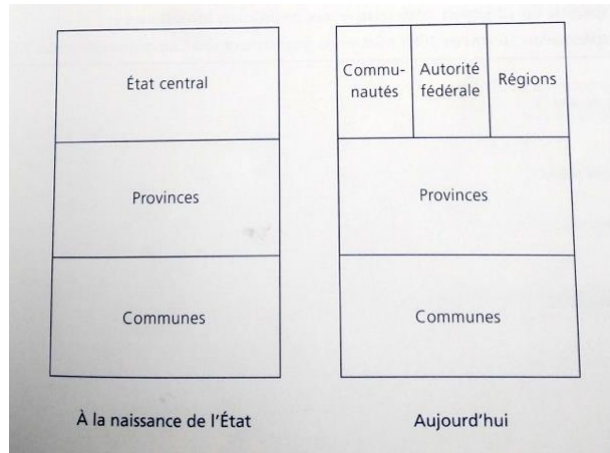 État central
Provinces
Communes
À la naissance de l'État
Commu-
nautés
Autorité
fédérale
Régions
Provinces
Communes
Aujourd'hui